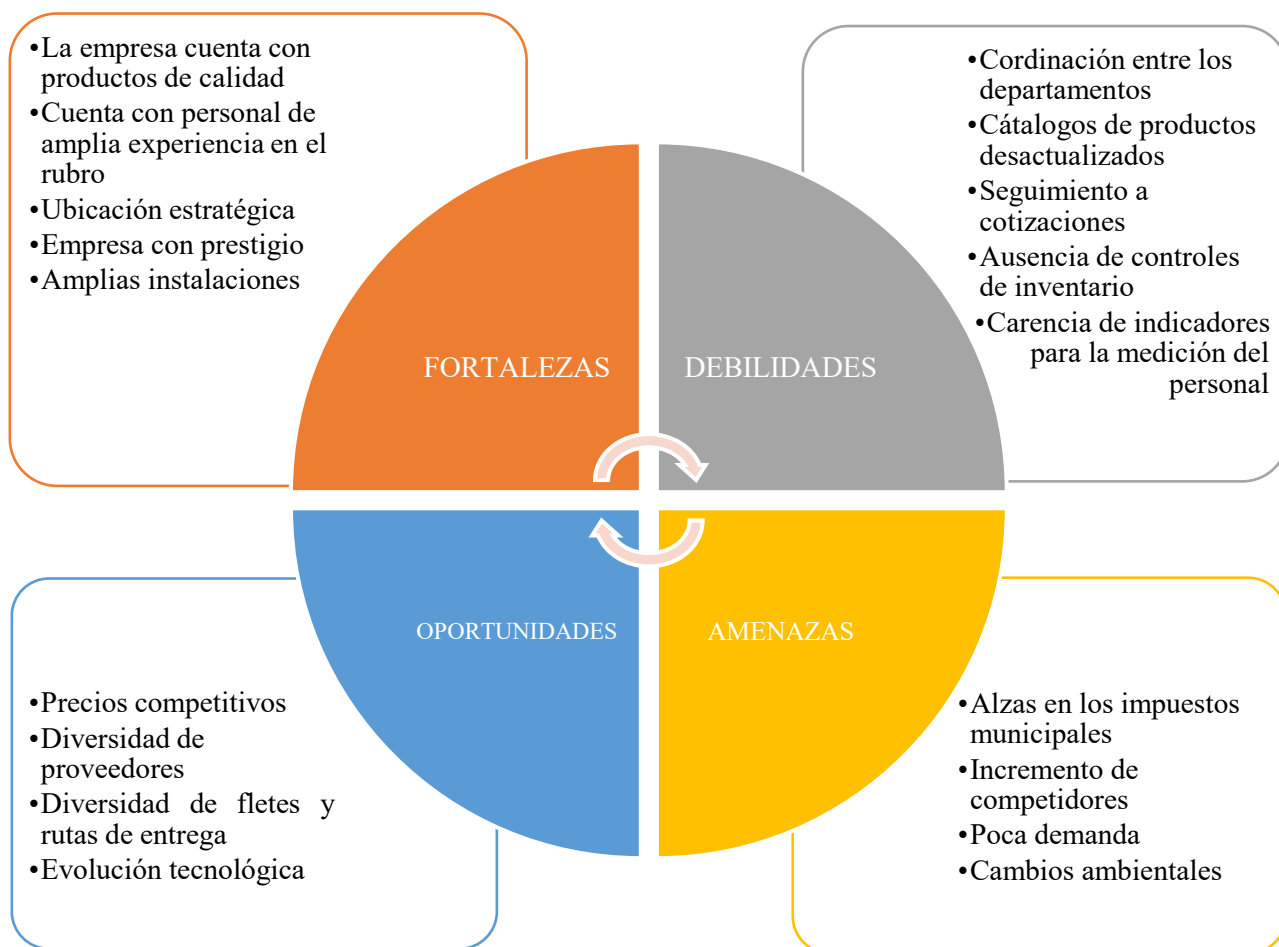 •La empresa cuenta con
productos de calidad
•Cuenta con personal de
amplia experiencia en el
rubro
•Ubicación estratégica
•Empresa con prestigio
•Amplias instalaciones
•Cordinación entre los
departamentos
•Cátalogos de productos
desactualizados
•Seguimiento a
cotizaciones
•Ausencia de controles
de inventario
•Carencia de indicadores
para la medición del
personal
FORTALEZAS
DEBILIDADES
OPORTUNIDADES
AMENAZAS
•Precios competitivos
•Diversidad de
proveedores
•Diversidad de fletes y
rutas de entrega
•Evolución tecnológica
•Alzas en los impuestos
municipales
•Incremento de
competidores
•Poca demanda
•Cambios ambientales